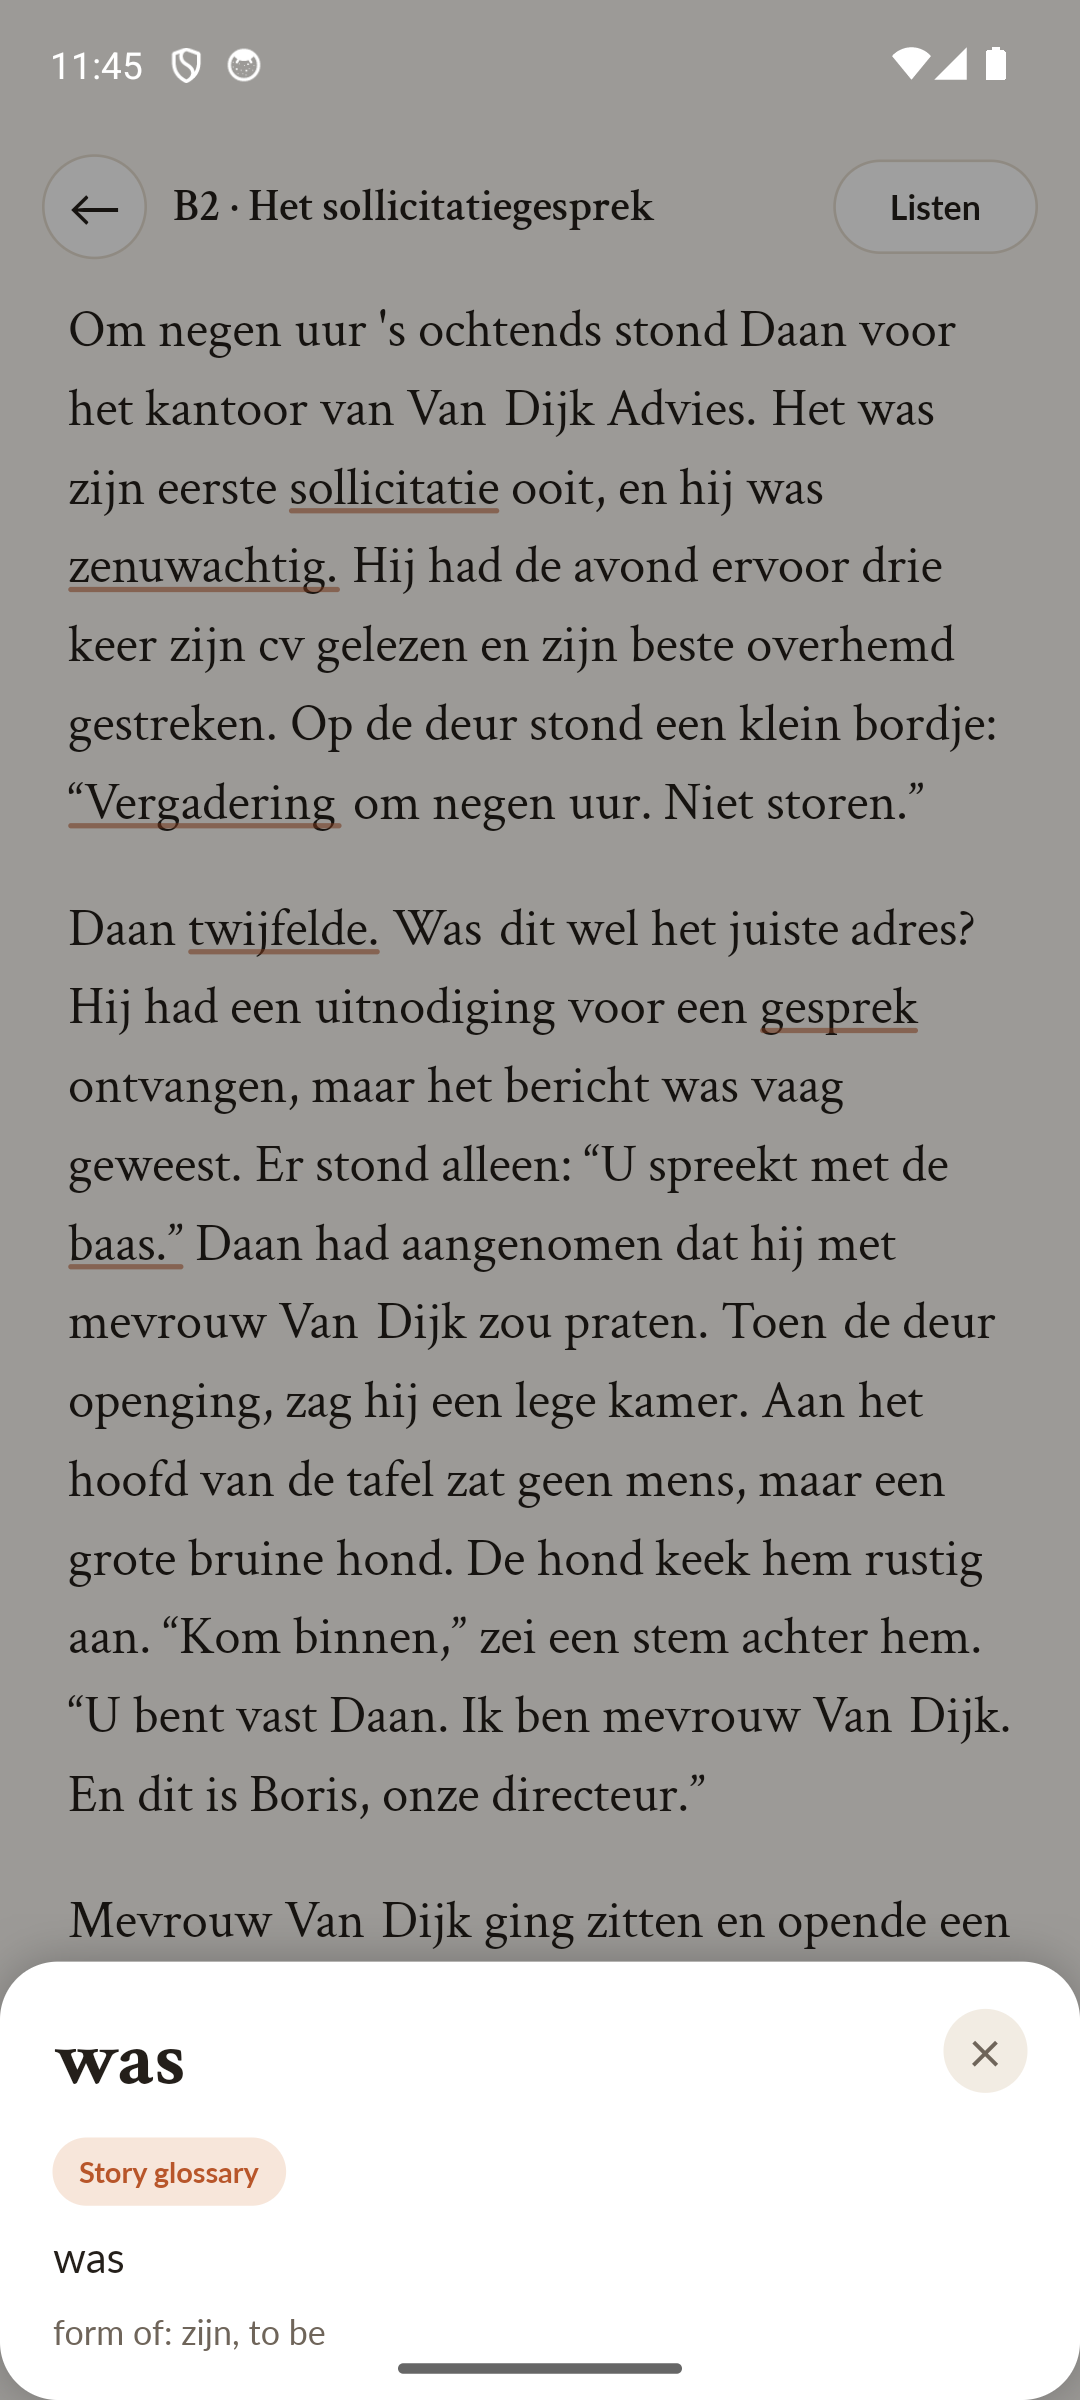 11:45
B2 · Het sollicitatiegesprek
Listen
Om negen uur 's ochtends stond Daan voor
het kantoor van Van Dijk Advies. Het was
zijn eerste sollicitatie ooit, en hij was
zenuwachtig. Hij had de avond ervoor drie
keer zijn cv gelezen en zijn beste overhemd
gestreken. Op de deur stond een klein bordje:
“Vergadering om negen uur. Niet storen.”
Daan twijfelde. Was dit wel het juiste adres?
Hij had een uitnodiging voor een gesprek
ontvangen, maar het bericht was vaag
geweest. Er stond alleen: “U spreekt met de
baas.” Daan had aangenomen dat hij met
mevrouw Van Dijk zou praten. Toen de deur
openging, zag hij een lege kamer. Aan het
hoofd van de tafel zat geen mens, maar een
grote bruine hond. De hond keek hem rustig
aan. “Kom binnen,” zei een stem achter hem.
“U bent vast Daan. Ik ben mevrouw Van Dijk.
En dit is Boris, onze directeur.”
Mevrouw Van Dijk ging zitten en opende een
was
Story glossary
was
form of: zijn, to be